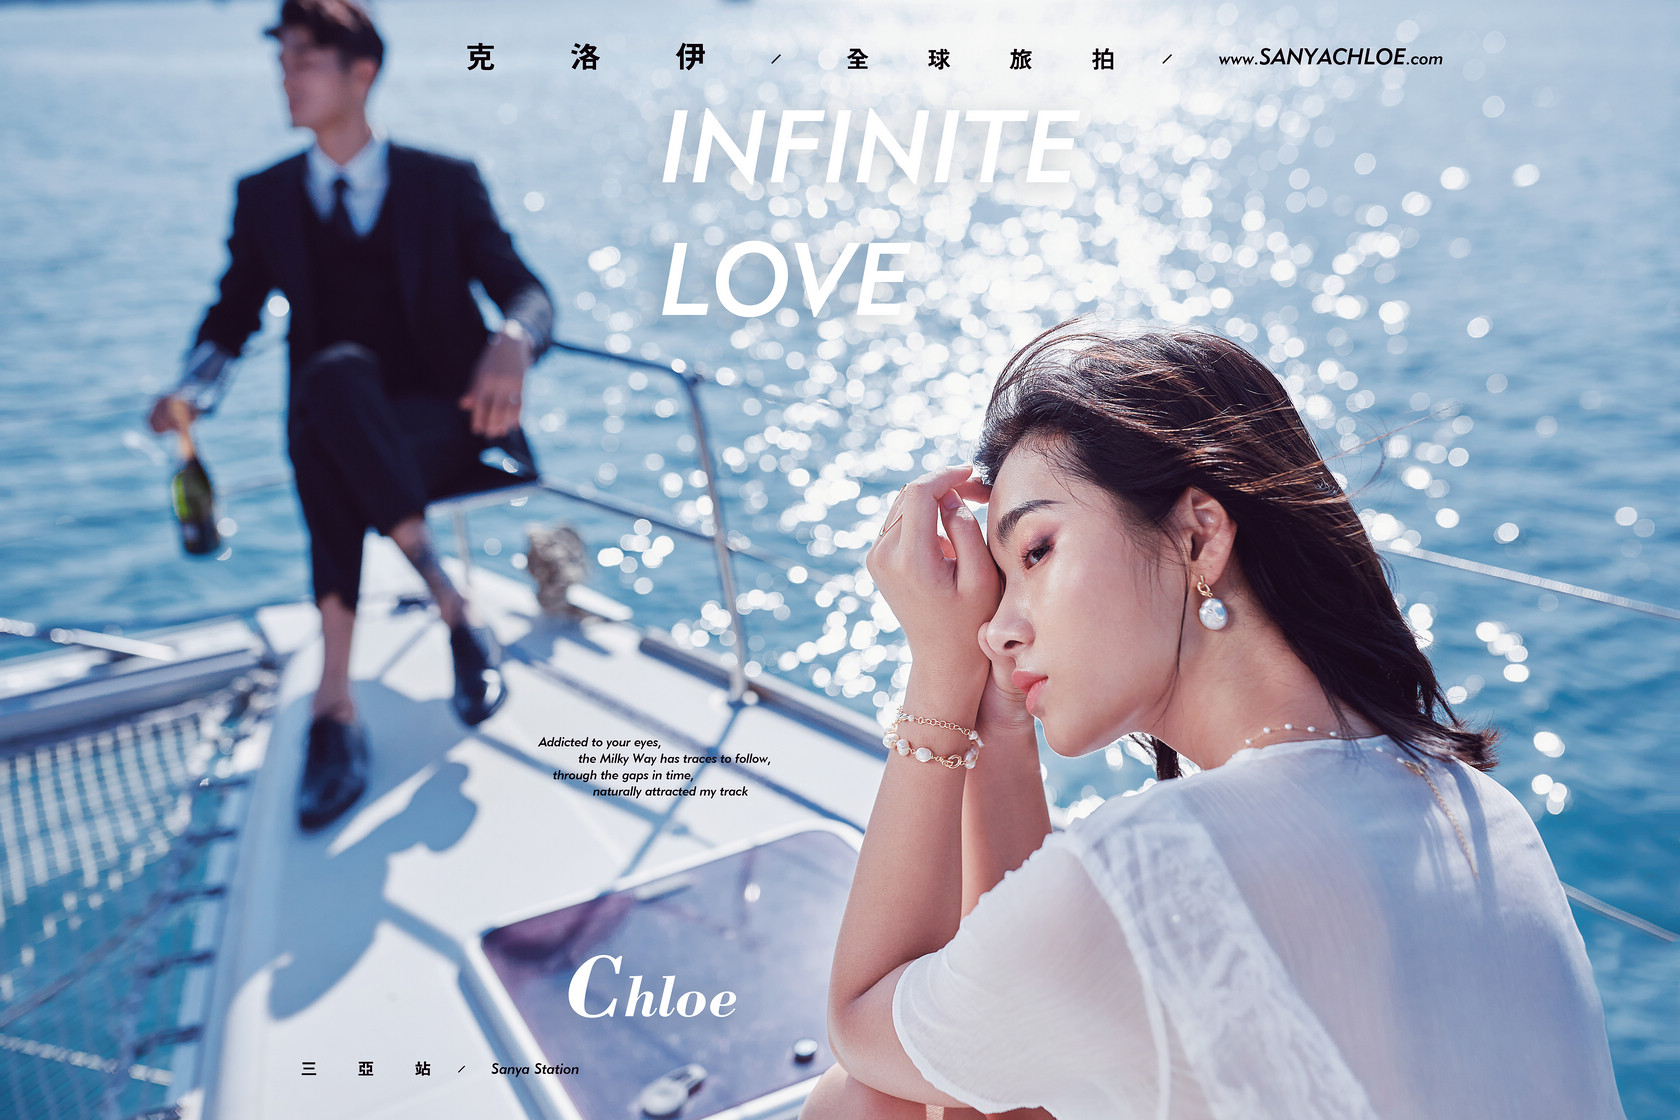 克洛伊 / 全球旅拍 / www.SANYACHLOE.com
INFINITE
LOVE
Addicted to your eyes,
the Milky Way has traces to follow,
through the gaps in time,
naturally attracted my track
Chloe
三亞站 / Sanya Station